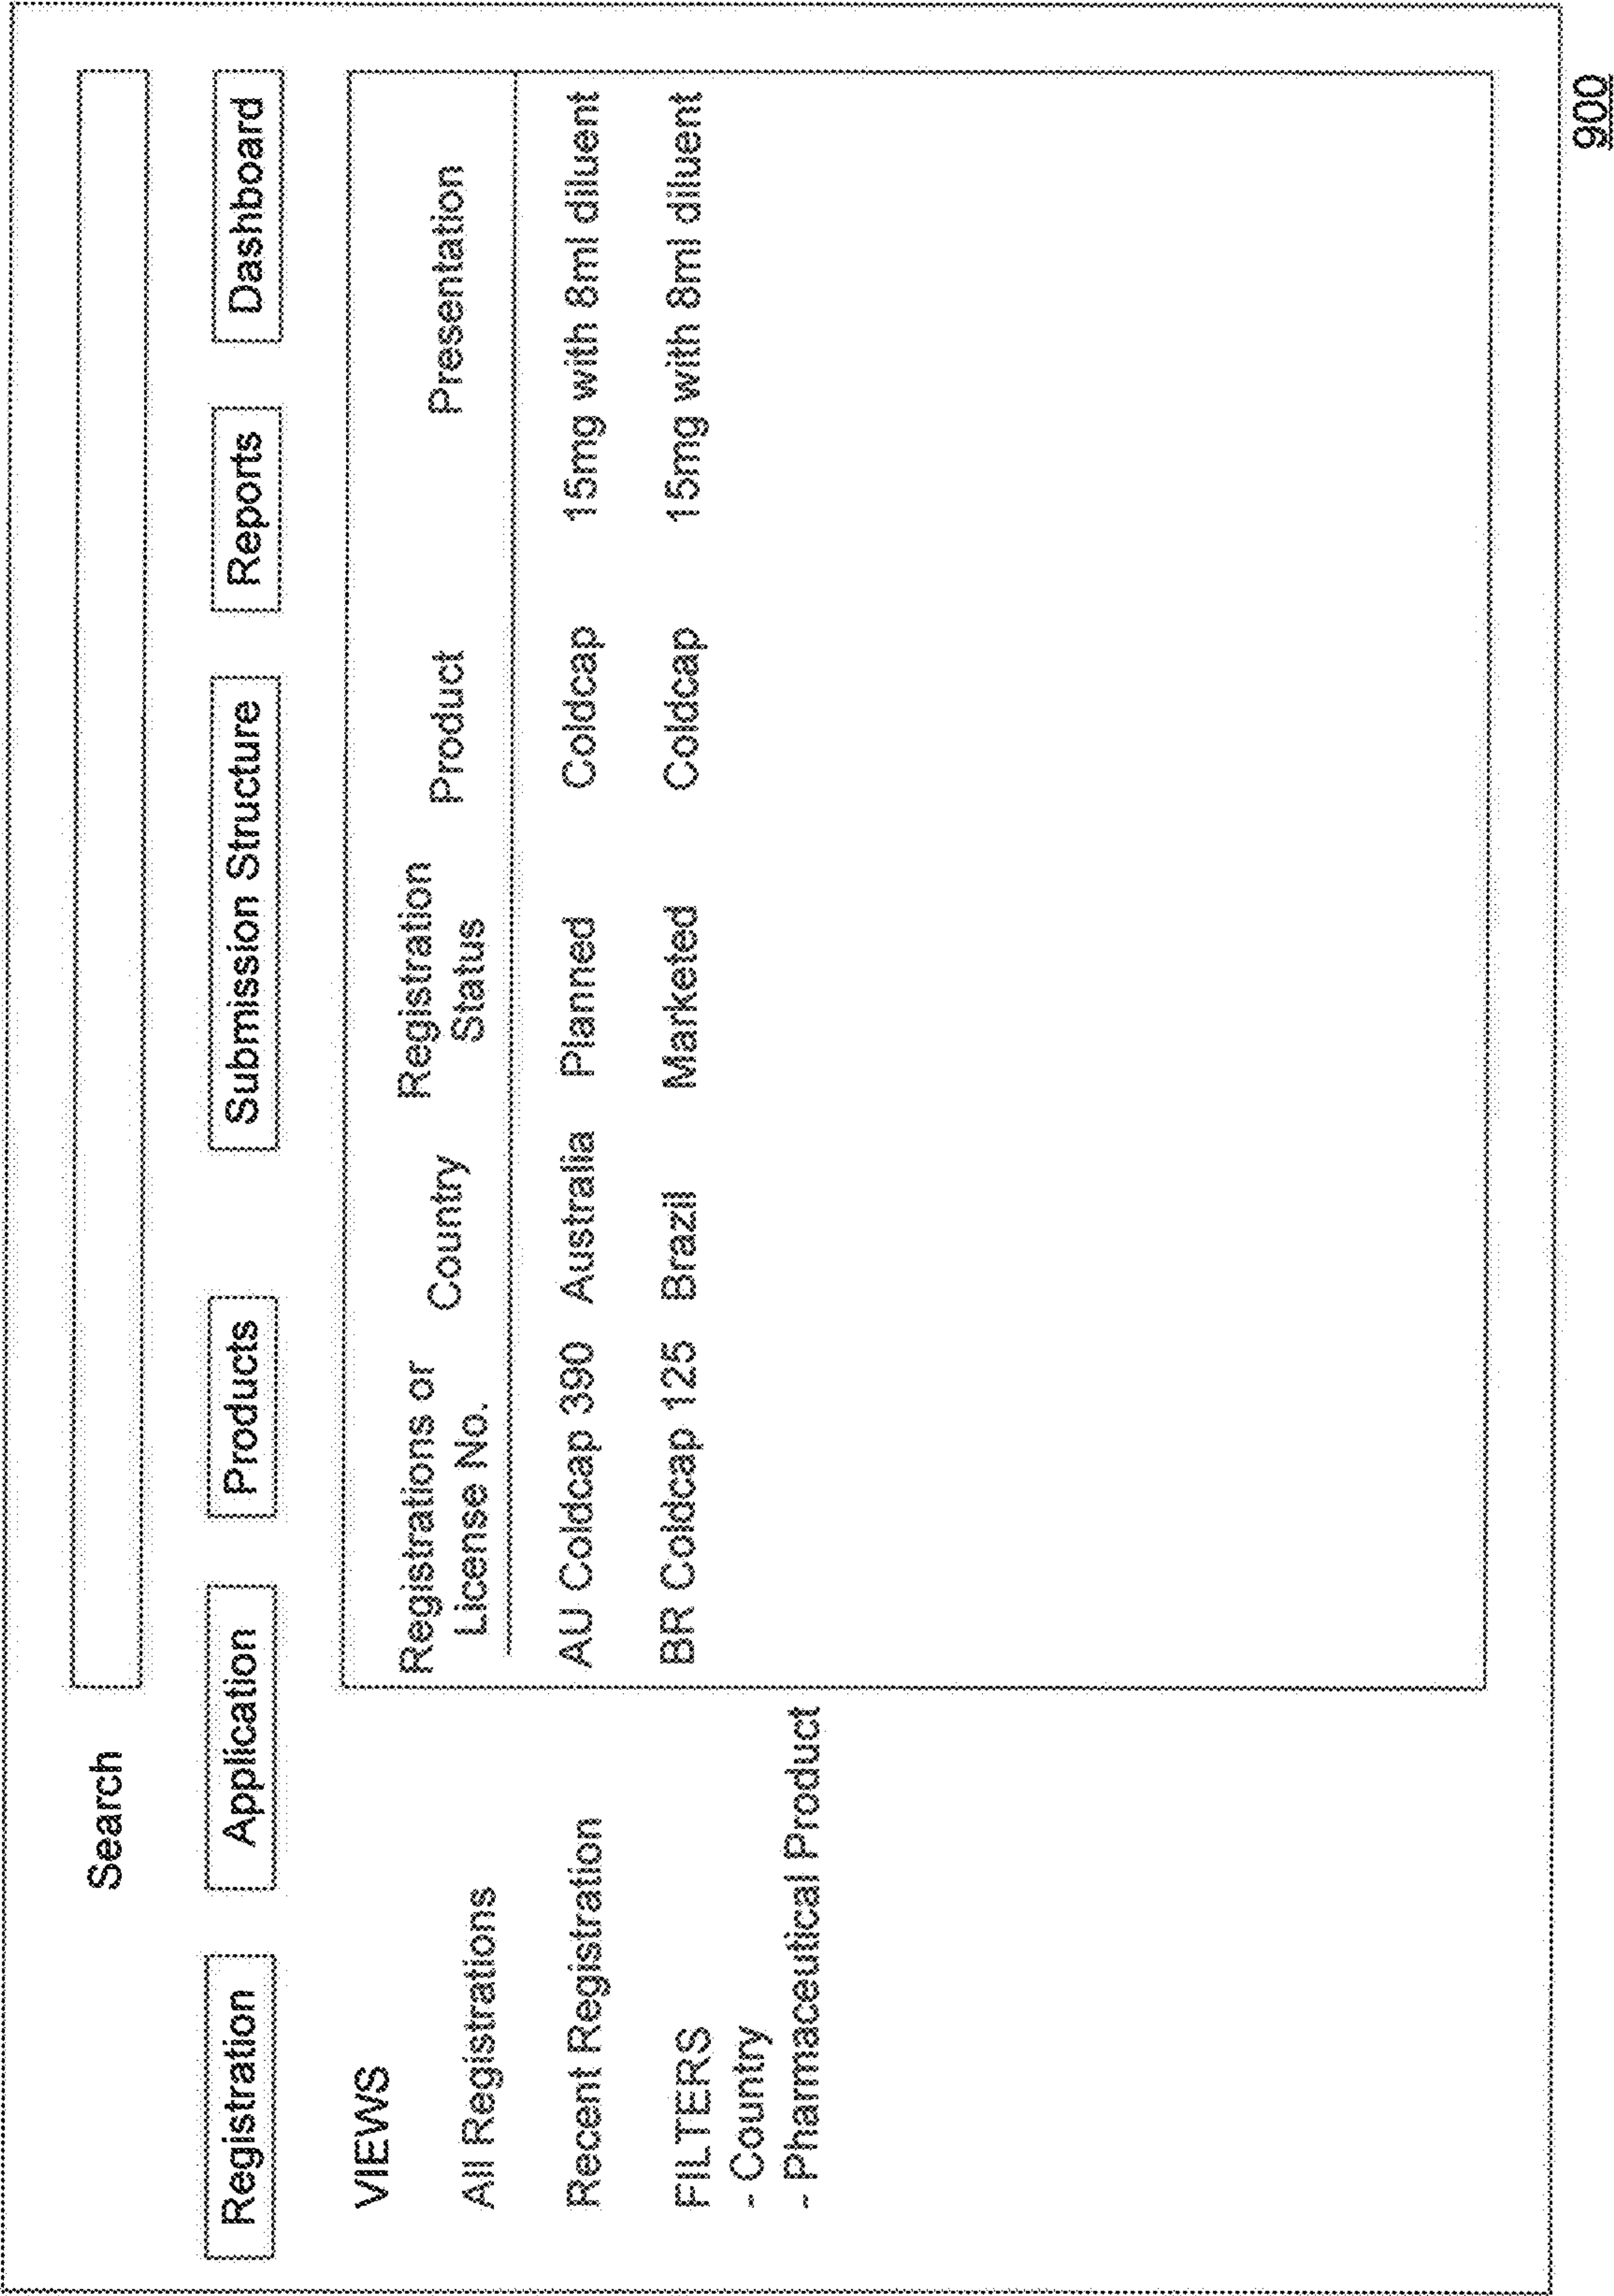 Search
Registration Application Products Submission Structure Reports Dashboard
VIEWS
All Registrations
Recent Registration
FILTERS
- Country
- Pharmaceutical Product
Registrations or License No. Country Registration Status Product Presentation
AU Coldcap 390 Australia Planned Coldcap 15mg with 8ml diluent
BR Coldcap 125 Brazil Marketed Coldcap 15mg with 8ml diluent
900